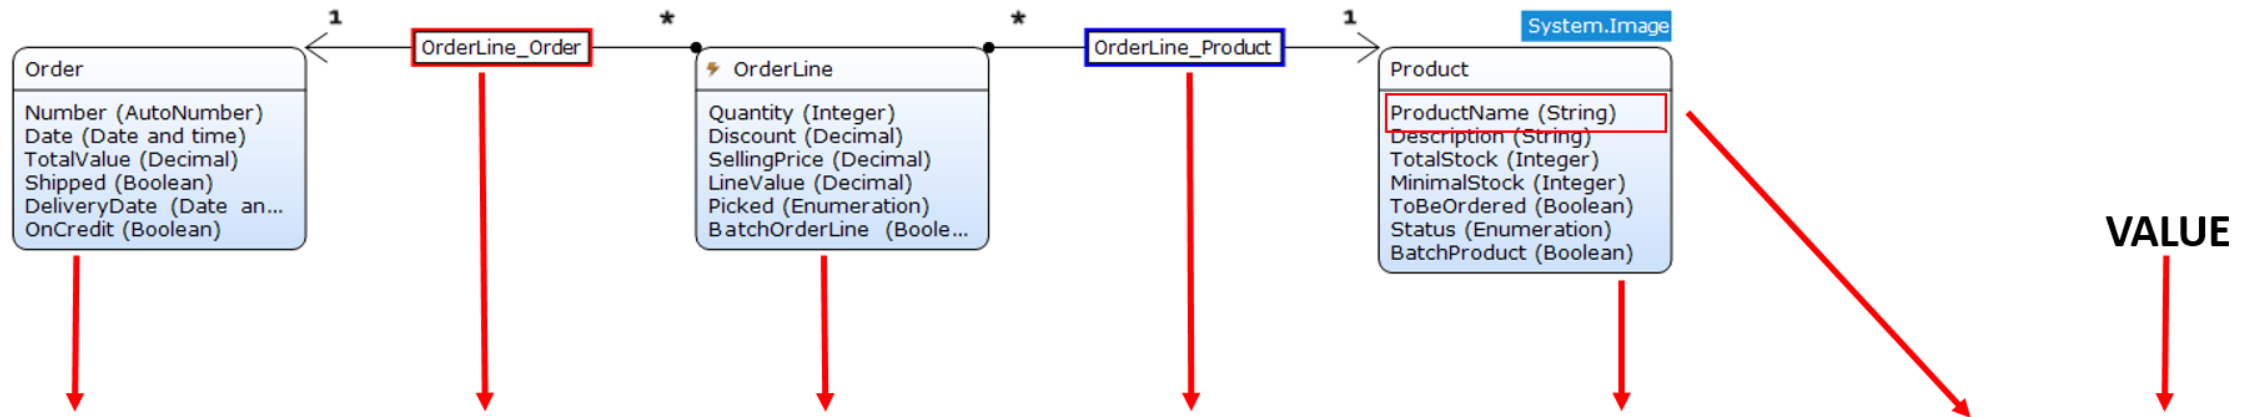 1
OrderLine_Order
*
*
OrderLine_Product
1
System.Image
Order
Number (AutoNumber)
Date (Date and time)
TotalValue (Decimal)
Shipped (Boolean)
DeliveryDate (Date an...
OnCredit (Boolean)
OrderLine
Quantity (Integer)
Discount (Decimal)
SellingPrice (Decimal)
LineValue (Decimal)
Picked (Enumeration)
BatchOrderLine (Boole...
Product
ProductName (String)
Description (String)
TotalStock (Integer)
MinimalStock (Integer)
ToBeOrdered (Boolean)
Status (Enumeration)
BatchProduct (Boolean)
VALUE